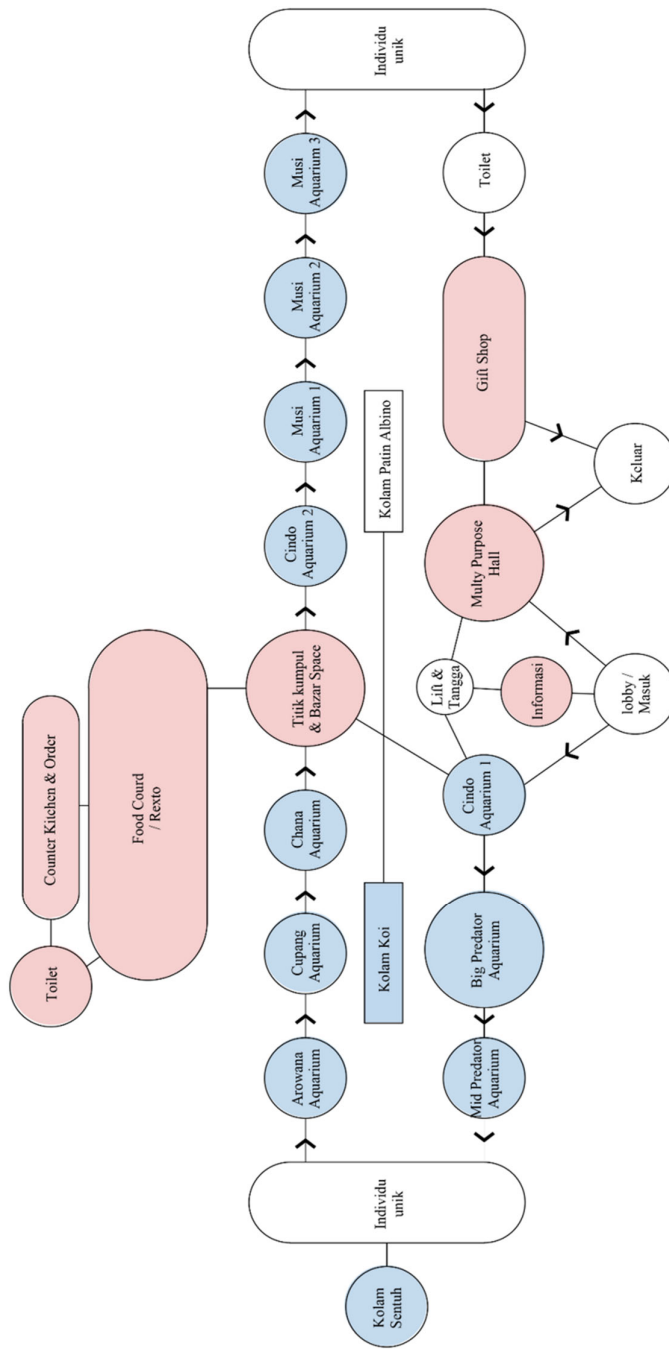 Toilet
Counter Kitchen & Order
Food Courd
/ Rexto
Arowana
Aquarium
Cupang
Aquarium
Chana
Aquarium
Titik kumpul
& Bazar Space
Cindo
Aquarium 2
Musi
Aquarium 1
Musi
Aquarium 2
Musi
Aquarium 3
Kolam
Sentuh
Individu
unik
Kolam Koi
Kolam Patin Albino
Individu
unik
Mid Predator
Aquarium
Big Predator
Aquarium
Cindo
Aquarium 1
Lift &
Tangga
Informasi
lobby /
Masuk
Multy Purpose
Hall
Gift Shop
Toilet
Keluar